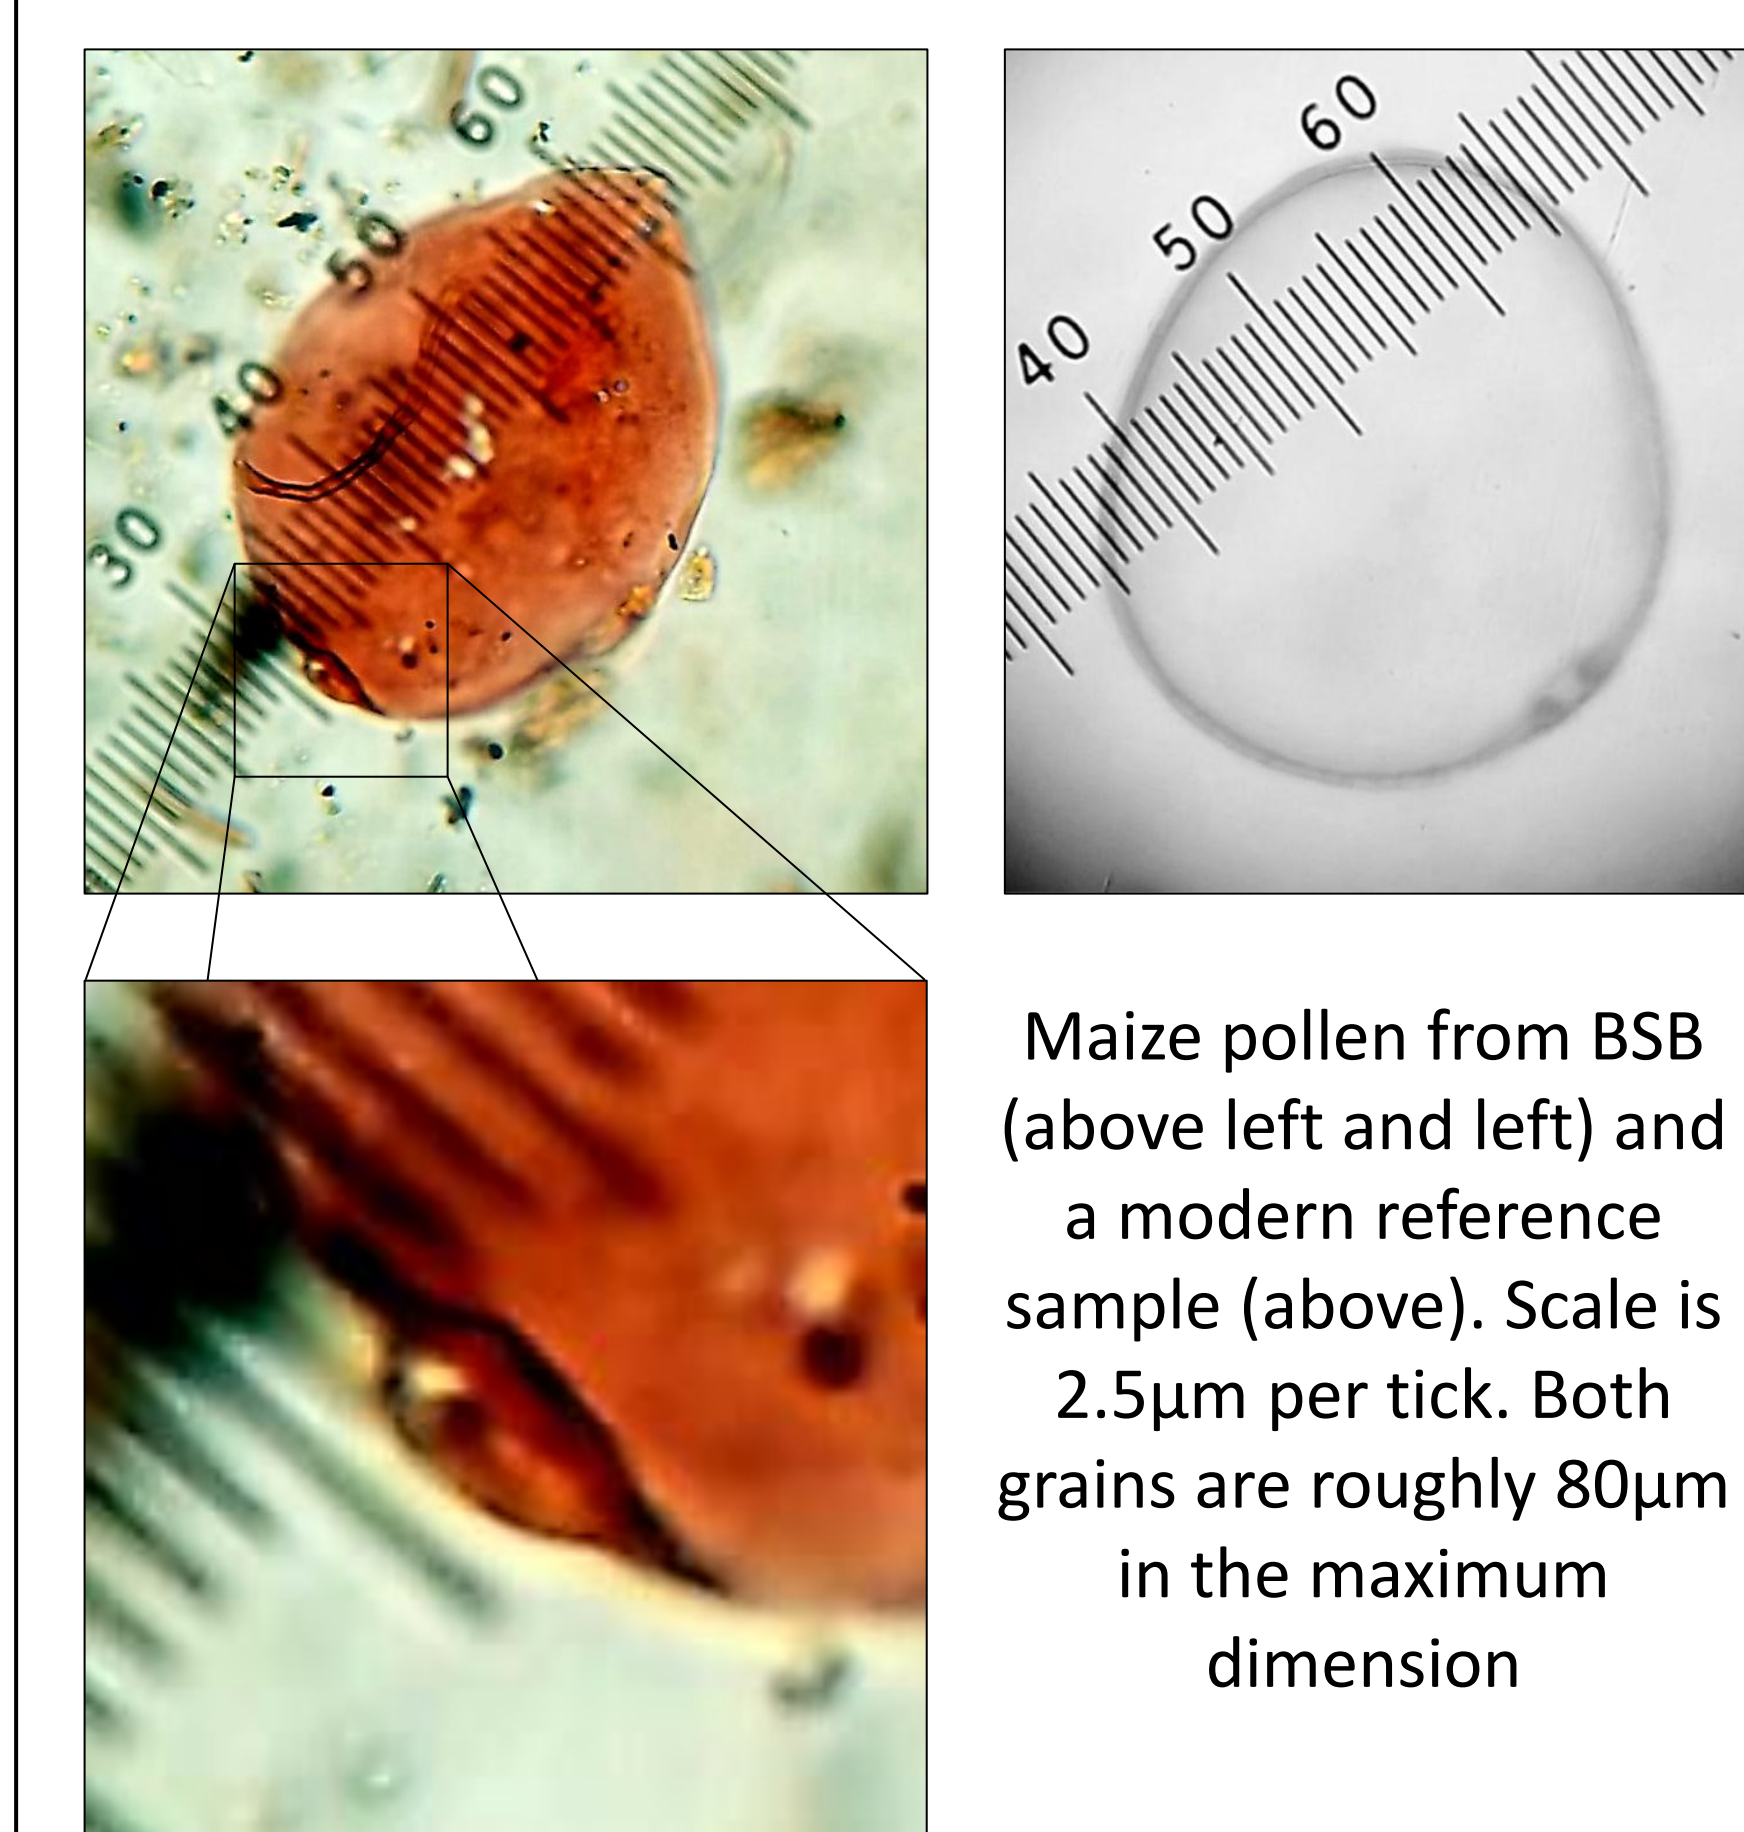 60
50
40
30
60
50
40
Maize pollen from BSB
(above left and left) and
a modern reference
sample (above). Scale is
2.5µm per tick. Both
grains are roughly 80µm
in the maximum
dimension